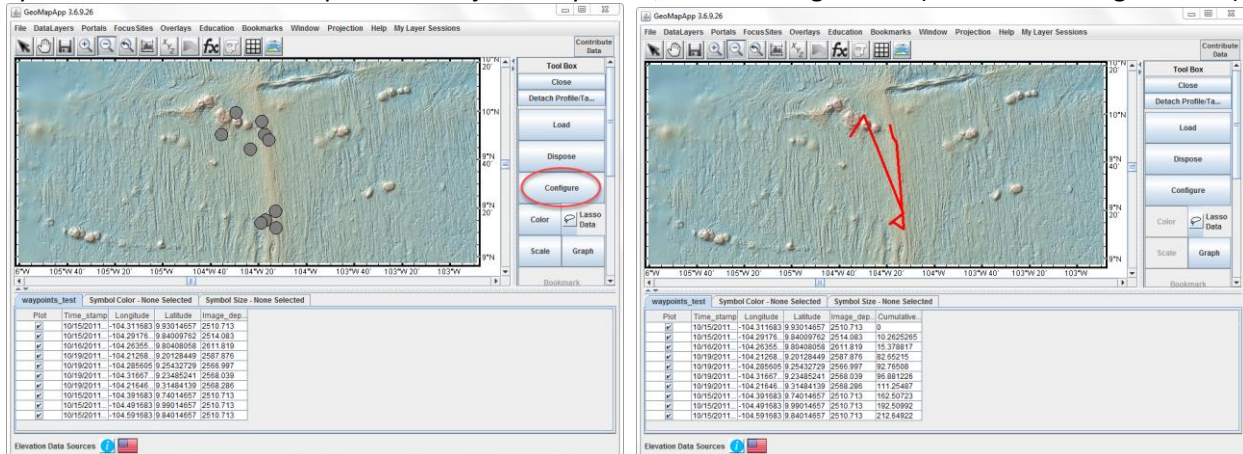 GeoMapApp 3.6.9.26
File DataLayers Portals FocusSites Overlays Education Bookmarks Window Projection Help My Layer Sessions
Contribute Data
10°N
20'
10°N
9°N
40'
9°N
20'
9°N
6°W 105°W 40' 105°W 20' 105°W 104°W 40' 104°W 20' 104°W 103°W 40' 103°W 20' 103°W
Tool Box
Close
Detach Profile/Ta...
Load
Dispose
Configure
Color
Lasso Data
Scale
Graph
Bookmark
waypoints_test Symbol Color - None Selected Symbol Size - None Selected
Plot Time_stamp Longitude Latitude Image_dep...
10/15/2011... -104.311683 9.93014657 2510.713
10/15/2011... -104.29176... 9.84009762 2514.083
10/16/2011... -104.26355... 9.80408058 2611.819
10/19/2011... -104.21268... 9.20128449 2587.876
10/19/2011... -104.285605 9.25432729 2566.997
10/19/2011... -104.31667... 9.23485241 2568.039
10/19/2011... -104.21646... 9.31484139 2568.286
10/15/2011... -104.391683 9.74014657 2510.713
10/15/2011... -104.491683 9.99014657 2510.713
10/15/2011... -104.591683 9.84014657 2510.713
Elevation Data Sources
GeoMapApp 3.6.9.26
File DataLayers Portals FocusSites Overlays Education Bookmarks Window Projection Help My Layer Sessions
Contribute Data
10°N
20'
10°N
9°N
40'
9°N
20'
9°N
6°W 105°W 40' 105°W 20' 105°W 104°W 40' 104°W 20' 104°W 103°W 40' 103°W 20' 103°W
Tool Box
Close
Detach Profile/Ta...
Load
Dispose
Configure
Color
Lasso Data
Scale
Graph
Bookmark
waypoints_test Symbol Color - None Selected Symbol Size - None Selected
Plot Time_stamp Longitude Latitude Image_dep... Cumulative...
10/15/2011... -104.311683 9.93014657 2510.713 0
10/15/2011... -104.29176... 9.84009762 2514.083 10.2625265
10/16/2011... -104.26355... 9.80408058 2611.819 15.378817
10/19/2011... -104.21268... 9.20128449 2587.876 82.65215
10/19/2011... -104.285605 9.25432729 2566.997 92.76508
10/19/2011... -104.31667... 9.23485241 2568.039 96.881226
10/19/2011... -104.21646... 9.31484139 2568.286 111.25487
10/15/2011... -104.391683 9.74014657 2510.713 162.50723
10/15/2011... -104.491683 9.99014657 2510.713 192.50992
10/15/2011... -104.591683 9.84014657 2510.713 212.64922
Elevation Data Sources